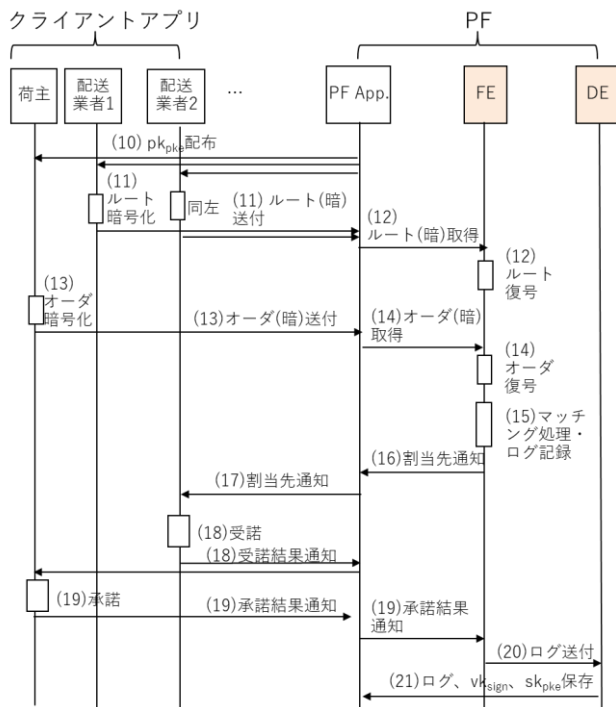 クライアントアプリ
PF
荷主
配送
業者1
配送
業者2
…
PF App.
FE
DE
(10) pkpke配布
(11)
ルート
暗号化
同左
(11) ルート(暗)
送付
(12)
ルート(暗)取得
(12)
ルート
復号
(13)
オーダ
暗号化
(13)オーダ(暗)送付
(14)オーダ(暗)
取得
(14)
オーダ
復号
(15)マッチ
ング処理・
ログ記録
(16)割当先通知
(17)割当先通知
(18)受諾
(18)受諾結果通知
(19)承諾
(19)承諾結果通知
(19)承諾結果
通知
(20)ログ送付
(21)ログ、vksign、skpke保存